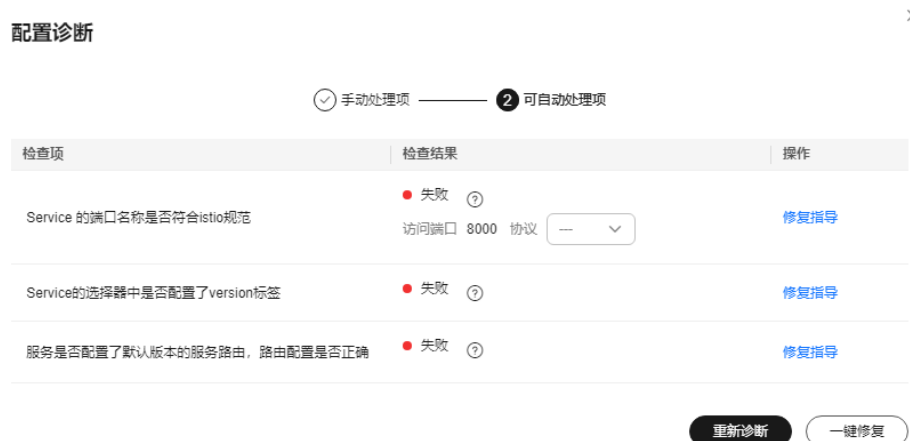 配置诊断
手动处理项 2 可自动处理项
检查项 检查结果 操作
Service 的端口名称是否符合istio规范 失败 ? 修复指导
访问端口 8000 协议 ---
Service的选择器中是否配置了version标签 失败 ? 修复指导
服务是否配置了默认版本的服务路由，路由配置是否正确 失败 ? 修复指导
重新诊断 一键修复